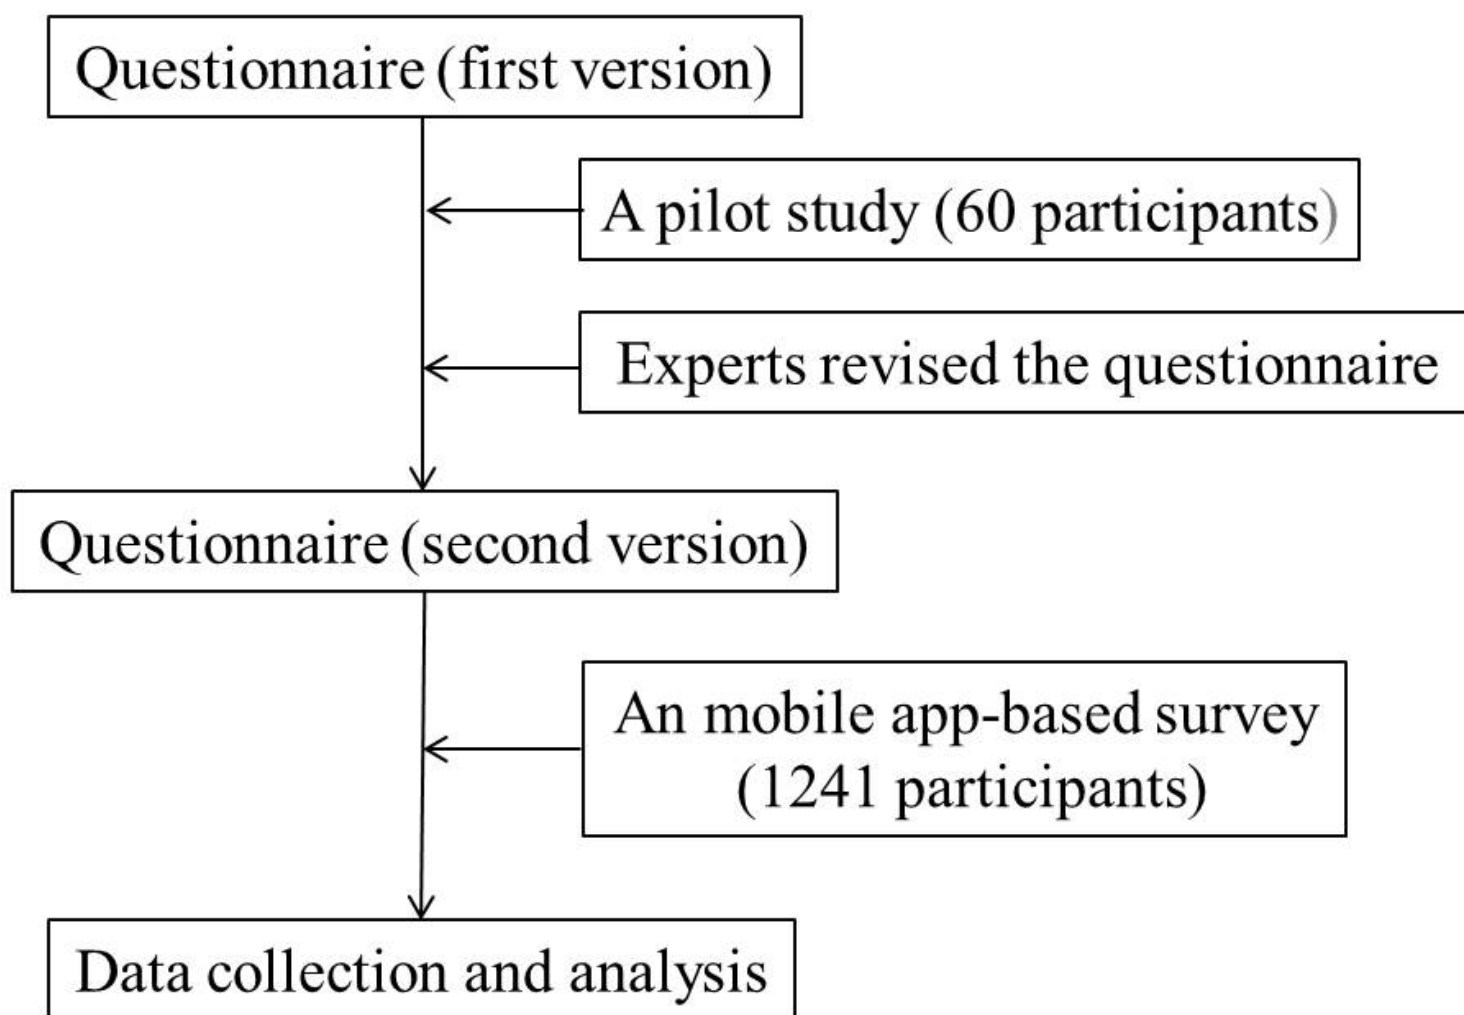 Questionnaire (first version)
A pilot study (60 participants)
Experts revised the questionnaire
Questionnaire (second version)
An mobile app-based survey
(1241 participants)
Data collection and analysis